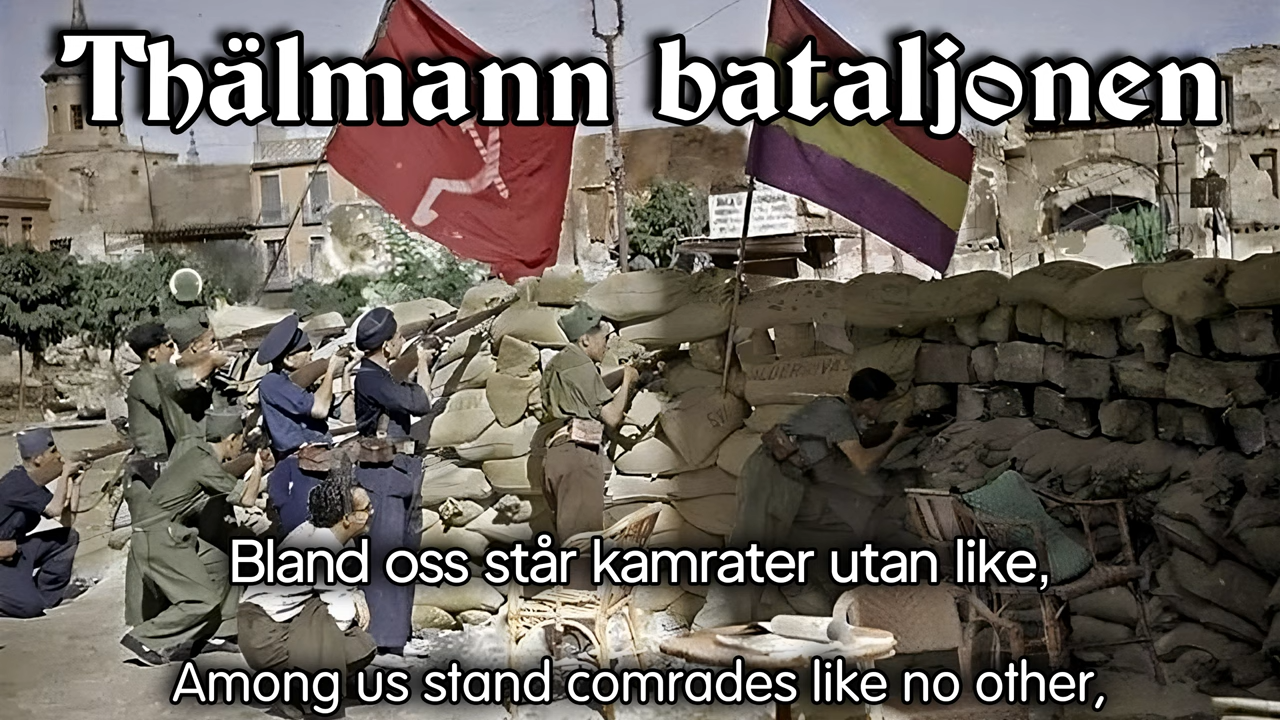 Thälmann bataljonen
Bland oss står kamrater utan like,
Among us stand comrades like no other,